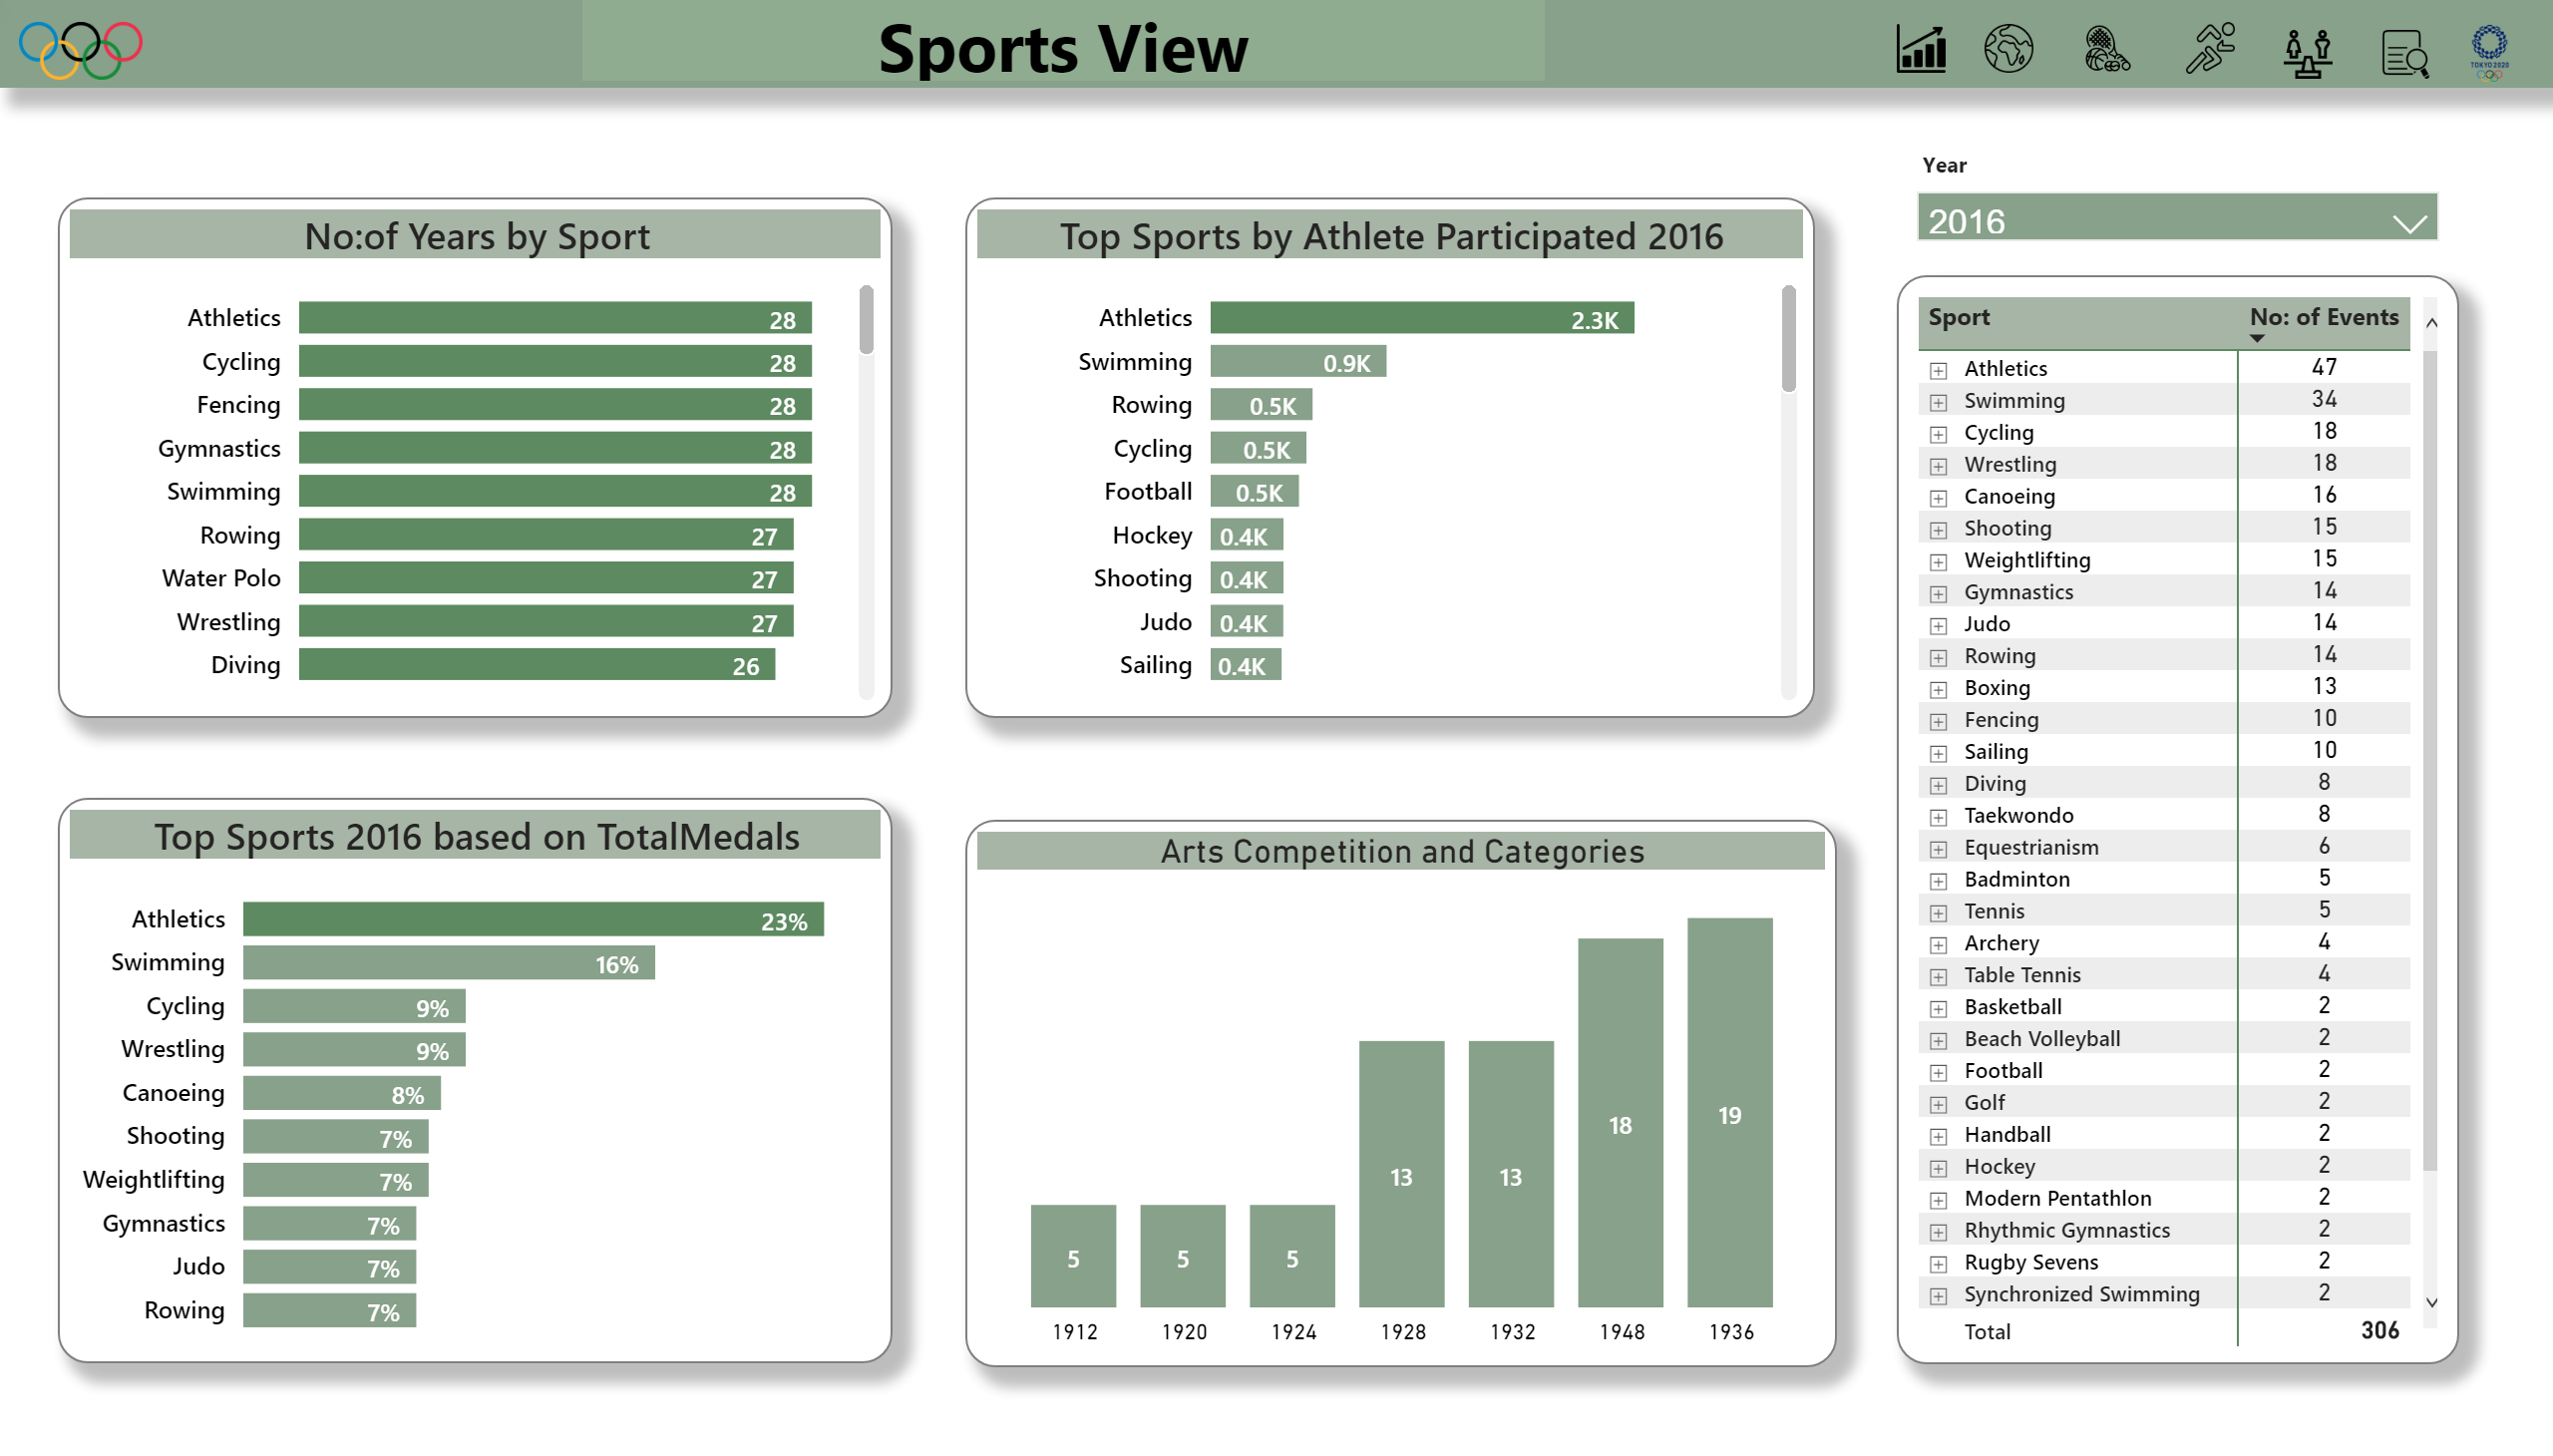 Sports View
TOKYO 2020
Year
2016
No:of Years by Sport
Athletics 28
Cycling 28
Fencing 28
Gymnastics 28
Swimming 28
Rowing 27
Water Polo 27
Wrestling 27
Diving 26
Top Sports by Athlete Participated 2016
Athletics 2.3K
Swimming 0.9K
Rowing 0.5K
Cycling 0.5K
Football 0.5K
Hockey 0.4K
Shooting 0.4K
Judo 0.4K
Sailing 0.4K
Top Sports 2016 based on TotalMedals
Athletics 23%
Swimming 16%
Cycling 9%
Wrestling 9%
Canoeing 8%
Shooting 7%
Weightlifting 7%
Gymnastics 7%
Judo 7%
Rowing 7%
Arts Competition and Categories
5 5 5 13 13 18 19
1912 1920 1924 1928 1932 1948 1936
Sport No: of Events
Athletics 47
Swimming 34
Cycling 18
Wrestling 18
Canoeing 16
Shooting 15
Weightlifting 15
Gymnastics 14
Judo 14
Rowing 14
Boxing 13
Fencing 10
Sailing 10
Diving 8
Taekwondo 8
Equestrianism 6
Badminton 5
Tennis 5
Archery 4
Table Tennis 4
Basketball 2
Beach Volleyball 2
Football 2
Golf 2
Handball 2
Hockey 2
Modern Pentathlon 2
Rhythmic Gymnastics 2
Rugby Sevens 2
Synchronized Swimming 2
Total 306